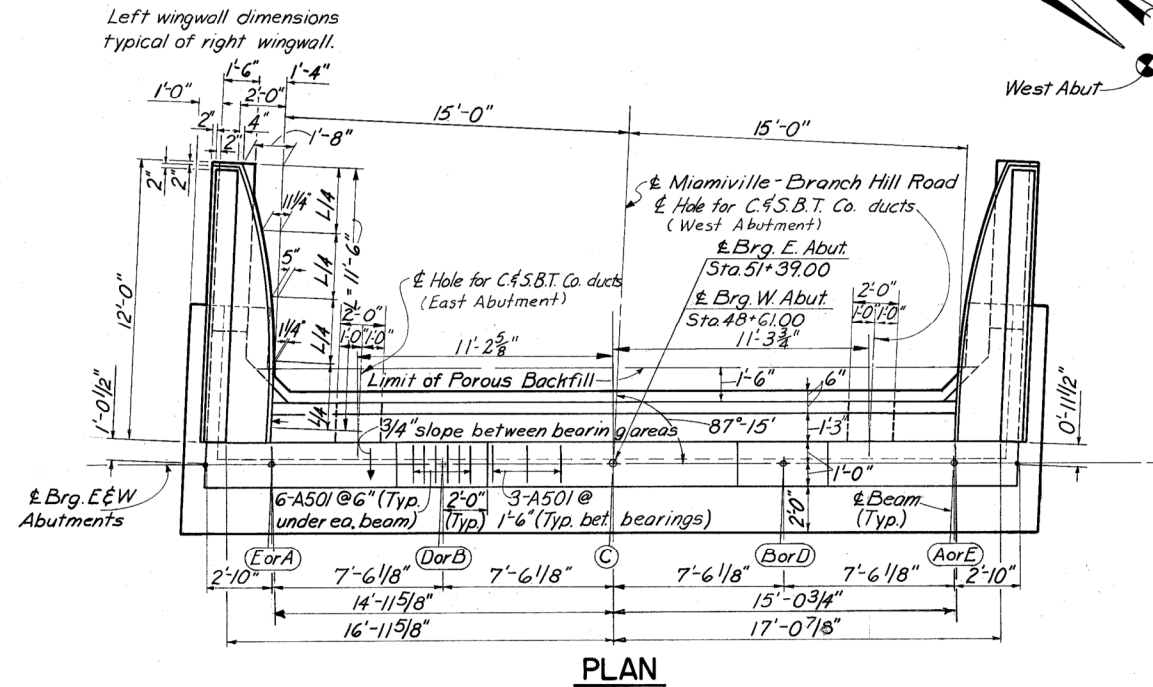 Left wingwall dimensions
typical of right wingwall.
1'-6"
1'-4"
1'-0"
2'-0"
2"
4"
2"
1'-8"
15'-0"
15'-0"
West Abut
2"
2"
℄ Miamiville-Branch Hill Road
℄ Hole for C.&S.B.T. Co. ducts
(West Abutment)
℄ Brg. E. Abut.
Sta. 51+39.00
℄ Brg. W. Abut.
Sta. 48+61.00
11 1/4"
L/4
5"
L/4
L = 11'-6"
℄ Hole for C.&S.B.T. Co. ducts
(East Abutment)
12'-0"
2'-0"
1'-0" 1'-0"
2'-0"
1'-0" 1'-0"
1 1/4"
L/4
11'-2 5/8"
11'-3 3/4"
Limit of Porous Backfill
1'-6"
6"
1'-0 1/2"
L/4
3/4" slope between bearing areas
87°-15'
1'-3"
0'-11 1/2"
1'-0"
℄ Brg. E & W
Abutments
6-A501 @ 6" (Typ.
under ea. beam)
2'-0"
(Typ.)
3-A501 @
1'-6" (Typ. bet. bearings)
2'-0"
℄ Beam
(Typ.)
E or A
D or B
C
B or D
A or E
2'-10"
7'-6 1/8"
7'-6 1/8"
7'-6 1/8"
7'-6 1/8"
2'-10"
14'-11 5/8"
15'-0 3/4"
16'-11 5/8"
17'-0 7/8"
PLAN